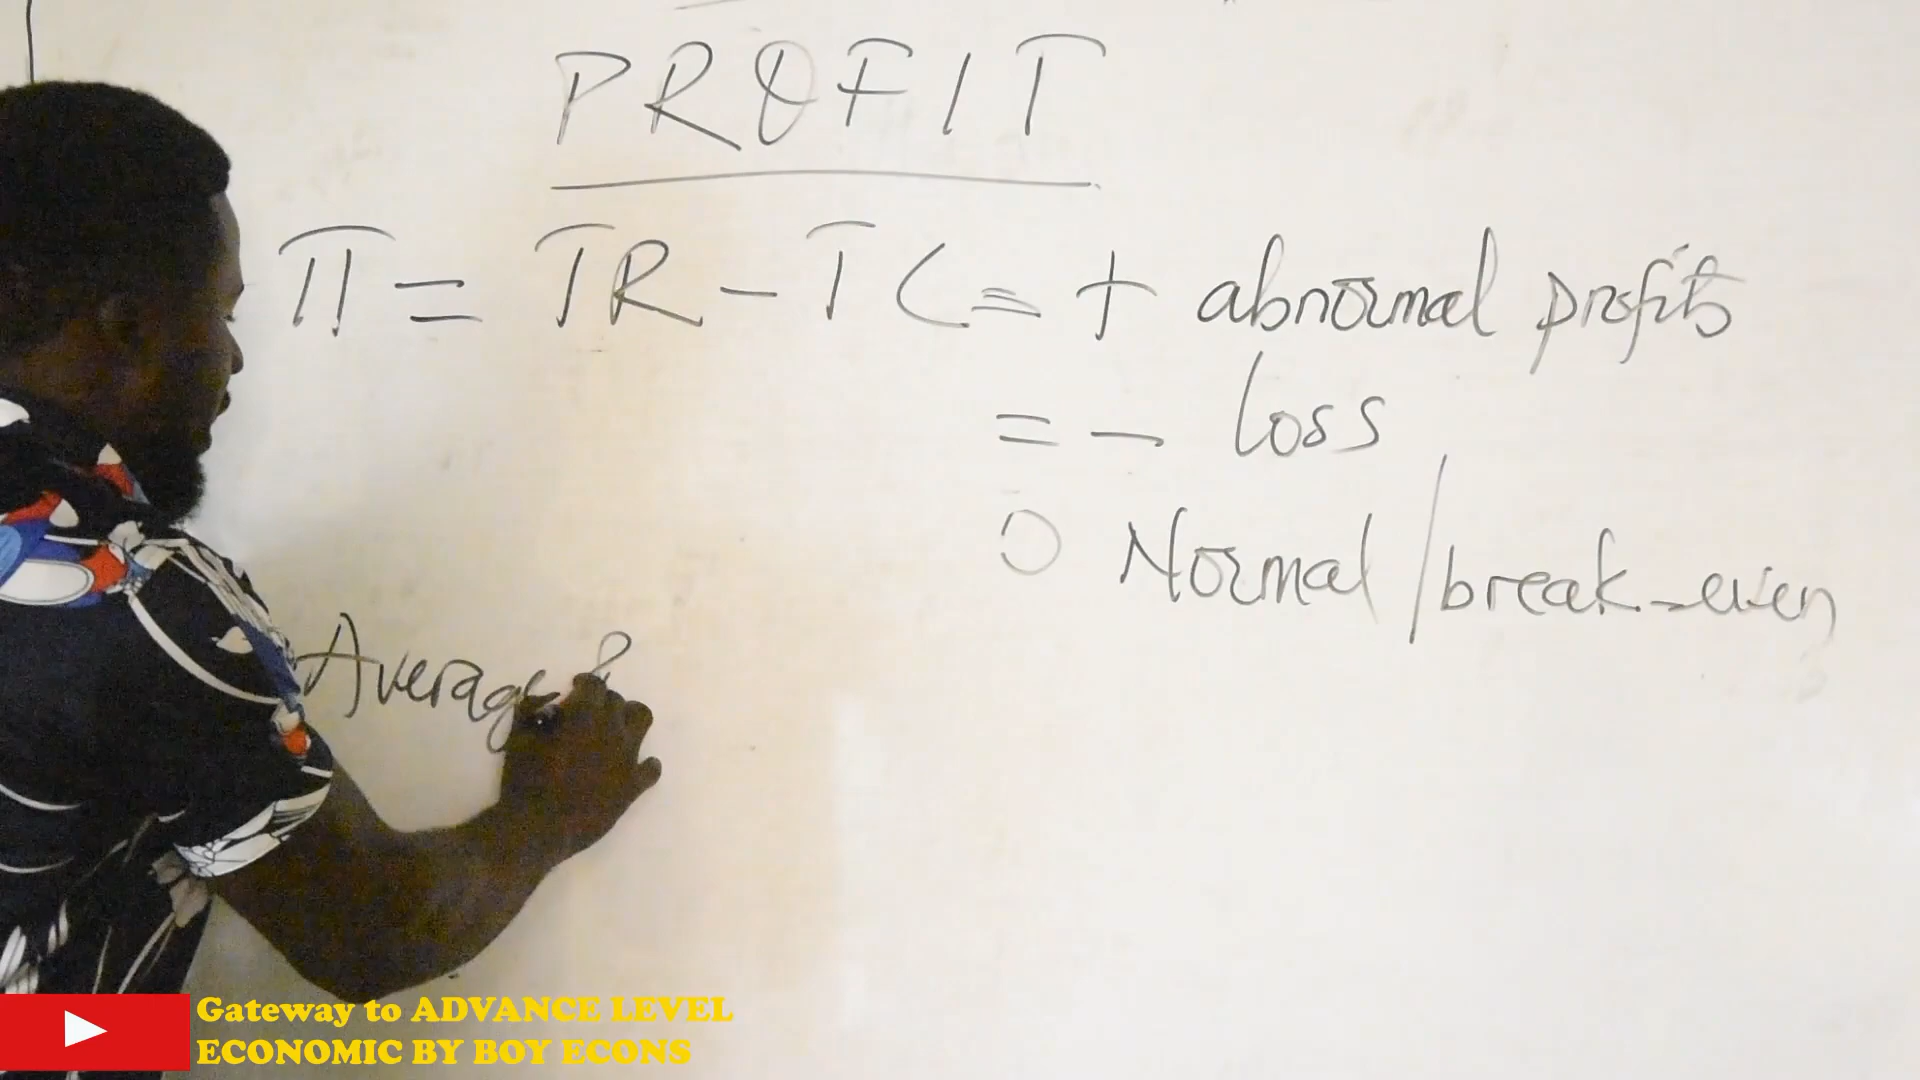 PROFIT
π = TR - TC = + abnormal profits
= - loss
0 Normal / break-even
Average
Gateway to ADVANCE LEVEL
ECONOMIC BY BOY ECONS